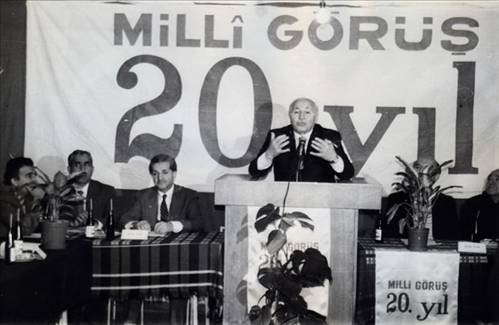 MİLLÎ GÖRÜŞ
20 yıl
MİLLİ GÖRÜŞ
20. yıl